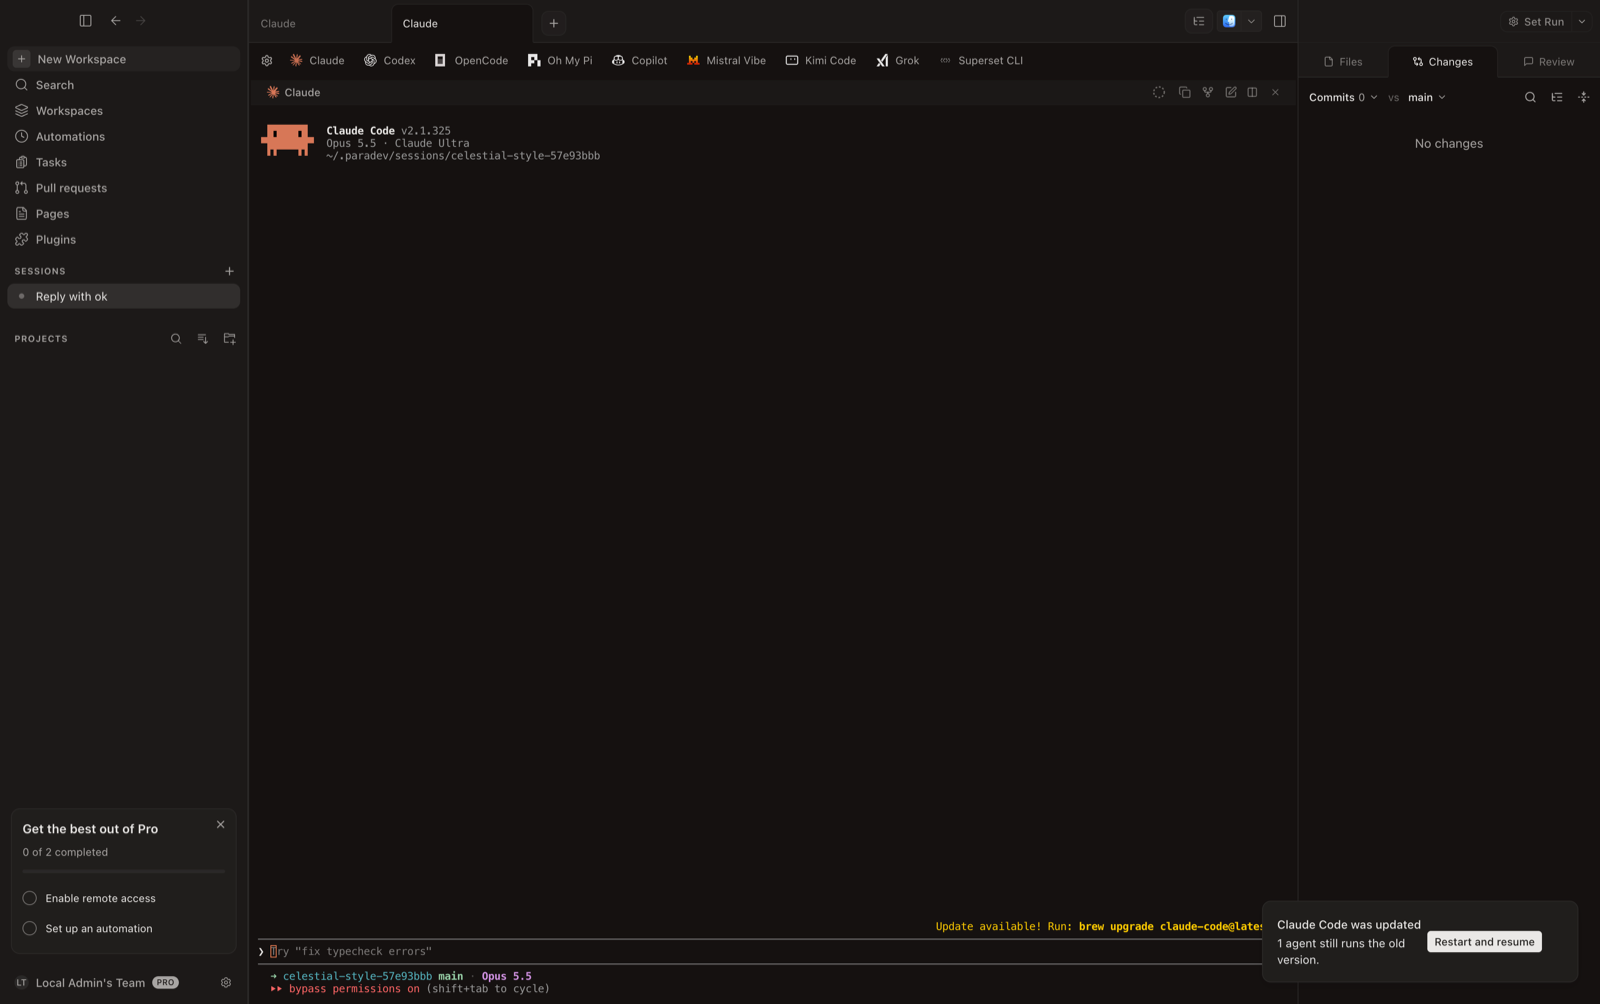 New Workspace
Search
Workspaces
Automations
Tasks
Pull requests
Pages
Plugins
SESSIONS
Reply with ok
PROJECTS
Get the best out of Pro
0 of 2 completed
Enable remote access
Set up an automation
LT Local Admin's Team PRO
Claude
Claude
Claude
Codex
OpenCode
Oh My Pi
Copilot
Mistral Vibe
Kimi Code
Grok
Superset CLI
Claude
Claude Code v2.1.325
Opus 5.5 · Claude Ultra
~/.paradev/sessions/celestial-style-57e93bbb
Update available! Run: brew upgrade claude-code@lates
❯ Try "fix typecheck errors"
➜ celestial-style-57e93bbb main · Opus 5.5
▸▸ bypass permissions on (shift+tab to cycle)
Set Run
Files
Changes
Review
Commits 0 vs main
No changes
Claude Code was updated
1 agent still runs the old
version.
Restart and resume